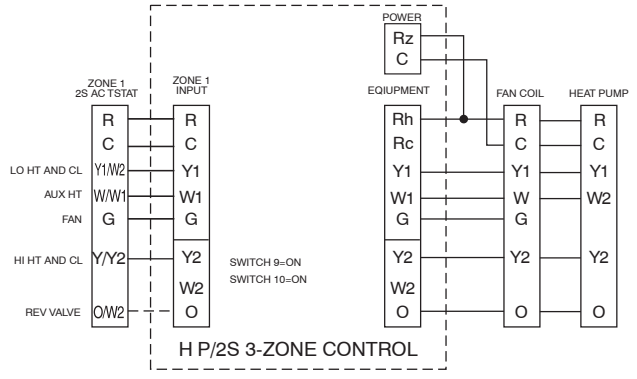 POWER
Rz
C
ZONE 1
2S AC TSTAT
ZONE 1
INPUT
EQIUPMENT
FAN COIL
HEAT PUMP
R R Rh R R
C C Rc C C
LO HT AND CL Y1/W2 Y1 Y1 Y1 Y1
AUX HT W/W1 W1 W1 W W2
FAN G G G G
HI HT AND CL Y/Y2 Y2 Y2 Y2 Y2
SWITCH 9=ON
SWITCH 10=ON
W2 W2
REV VALVE O/W2 O O O O
H P/2S 3-ZONE CONTROL